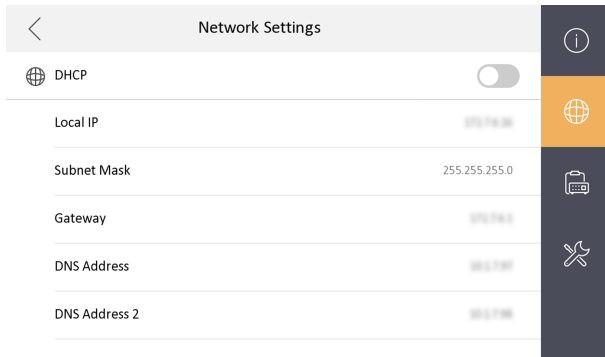 Network Settings
DHCP
Local IP
Subnet Mask 255.255.255.0
Gateway
DNS Address
DNS Address 2